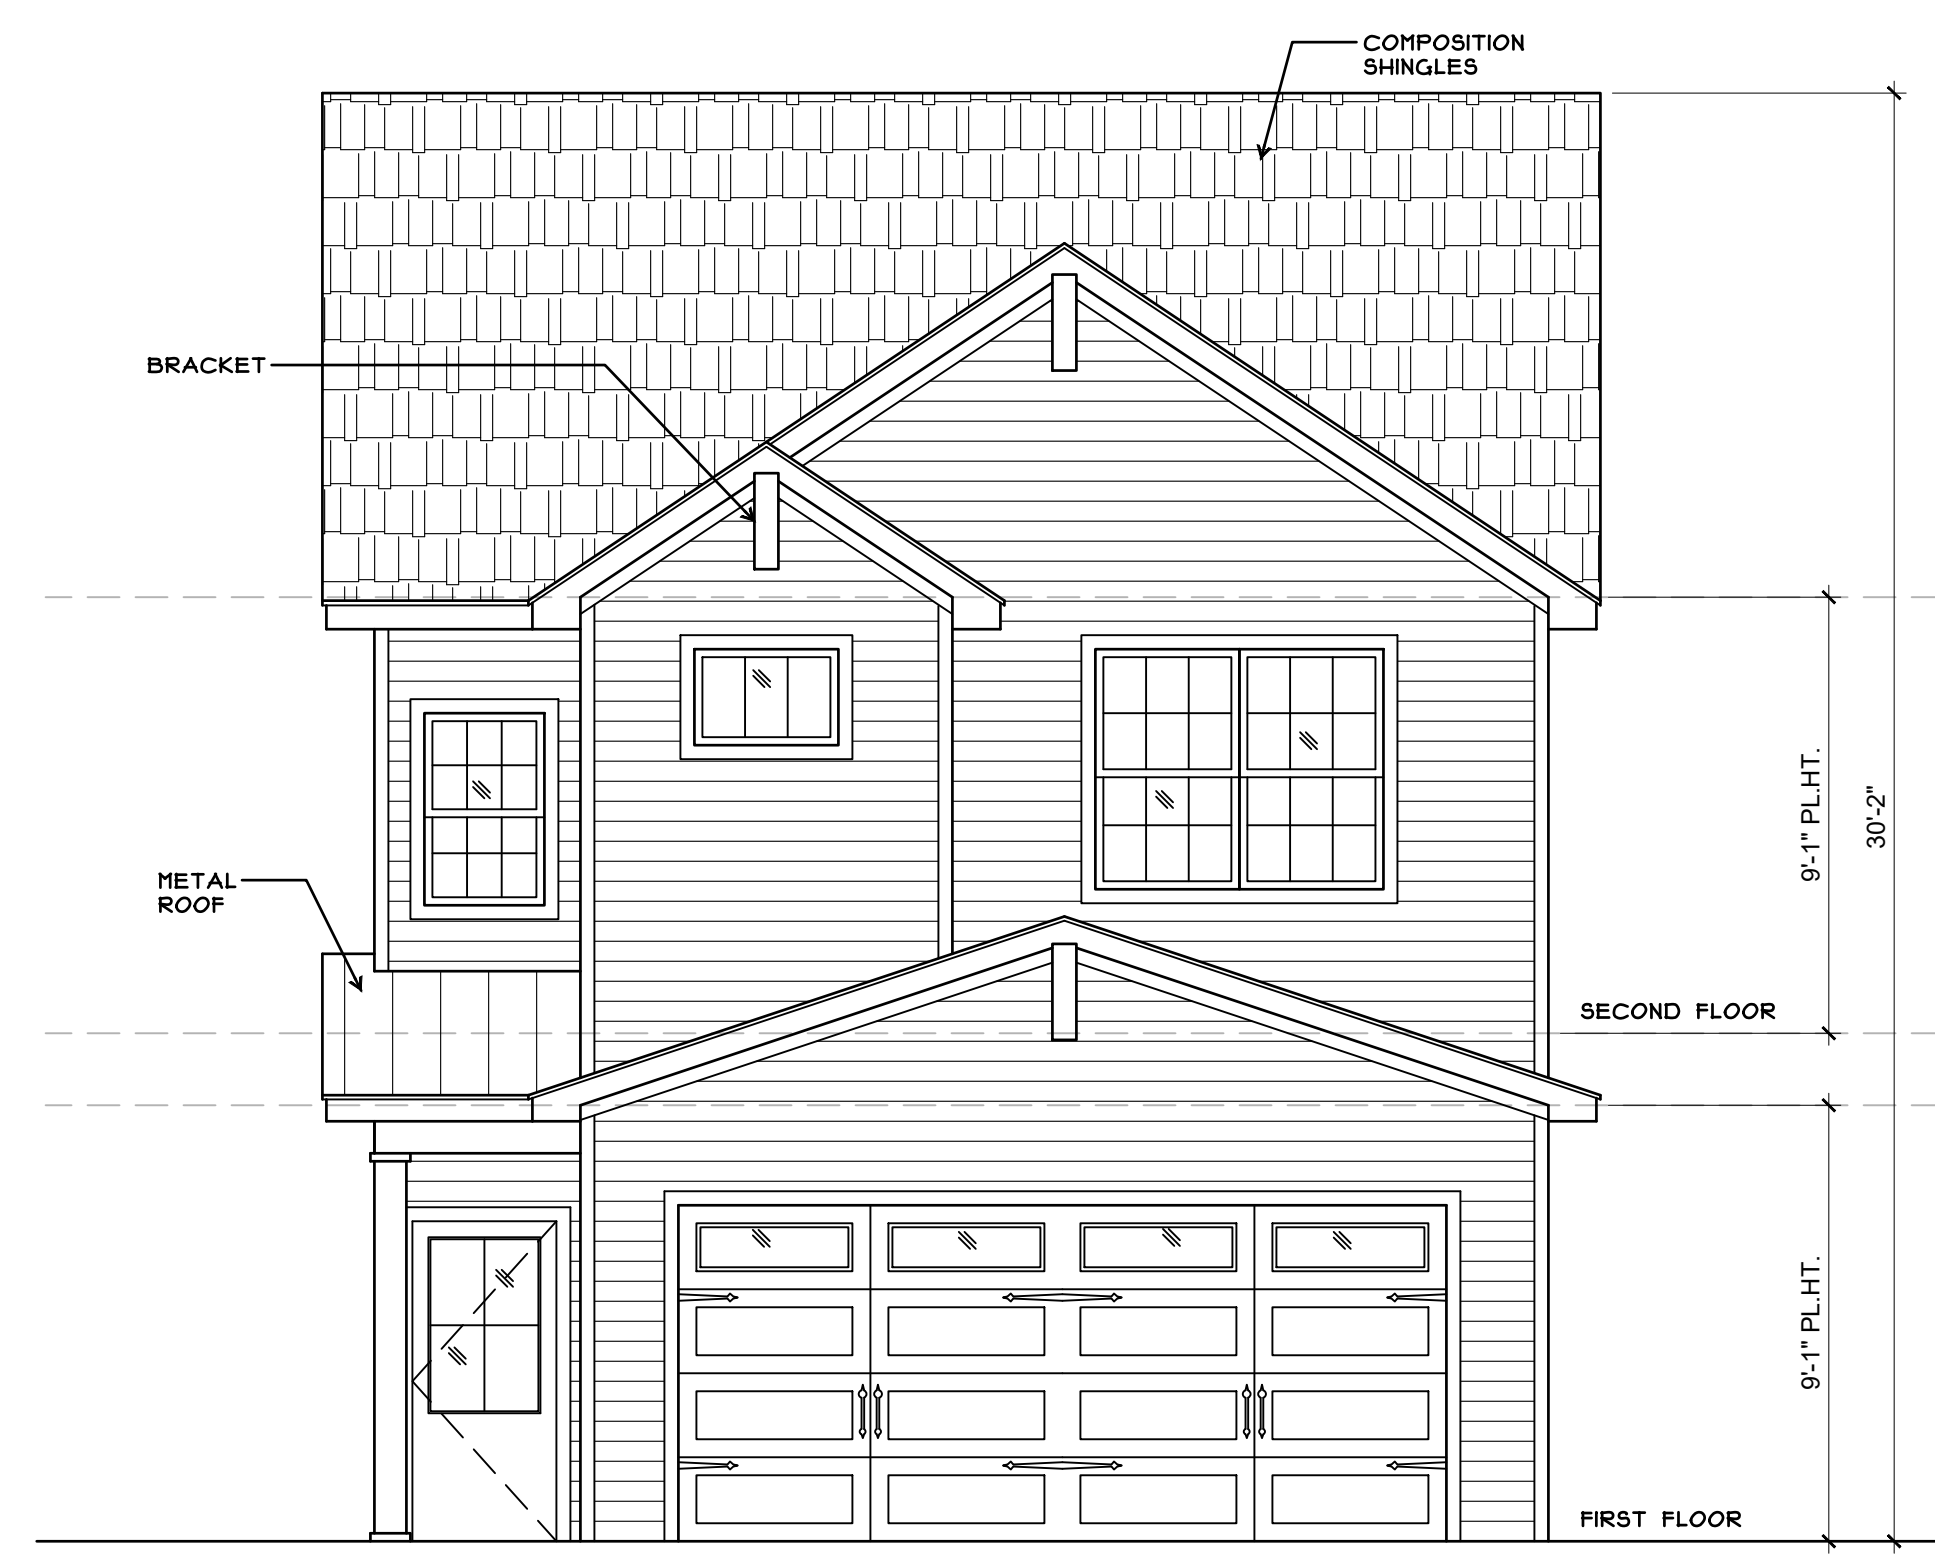 COMPOSITION
SHINGLES
BRACKET
METAL
ROOF
9'-1" PL.HT.
30'-2"
SECOND FLOOR
9'-1" PL.HT.
FIRST FLOOR